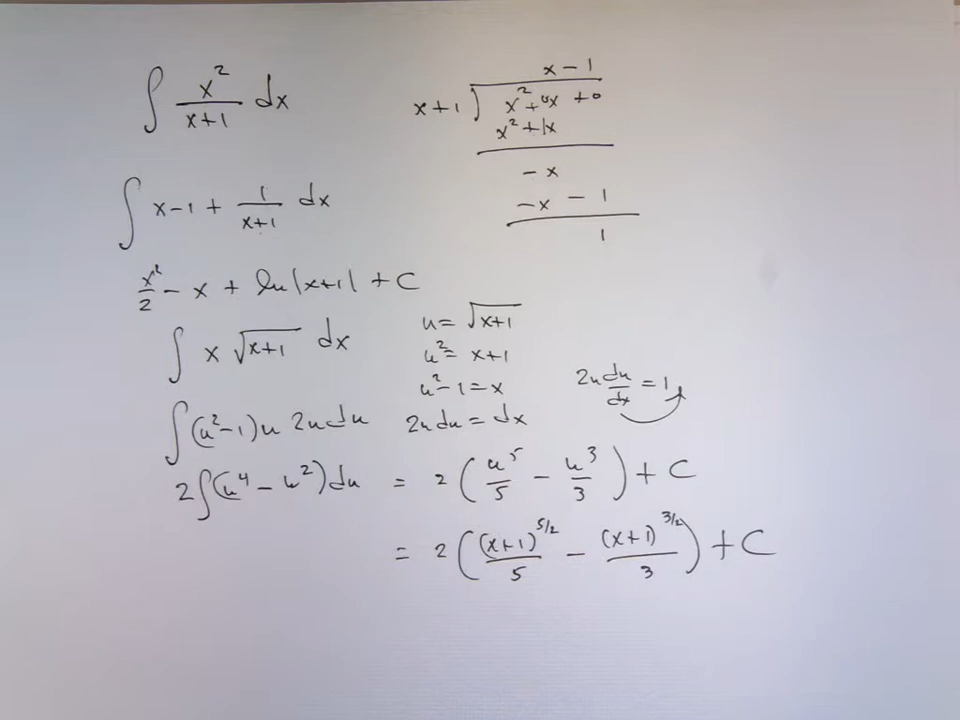 ∫ x²/(x+1) dx
x-1
x+1 ) x² + 0x + 0
x² + 1x
-x
-x - 1
1
∫ x-1 + 1/(x+1) dx
x²/2 - x + ln|x+1| + C
∫ x √(x+1) dx
u = √(x+1)
u² = x+1
u² - 1 = x
2u du = dx
2u du/dx = 1
∫ (u²-1)u 2u du
2∫(u⁴ - u²)du = 2(u⁵/5 - u³/3) + C
= 2((x+1)^(5/2)/5 - (x+1)^(3/2)/3) + C